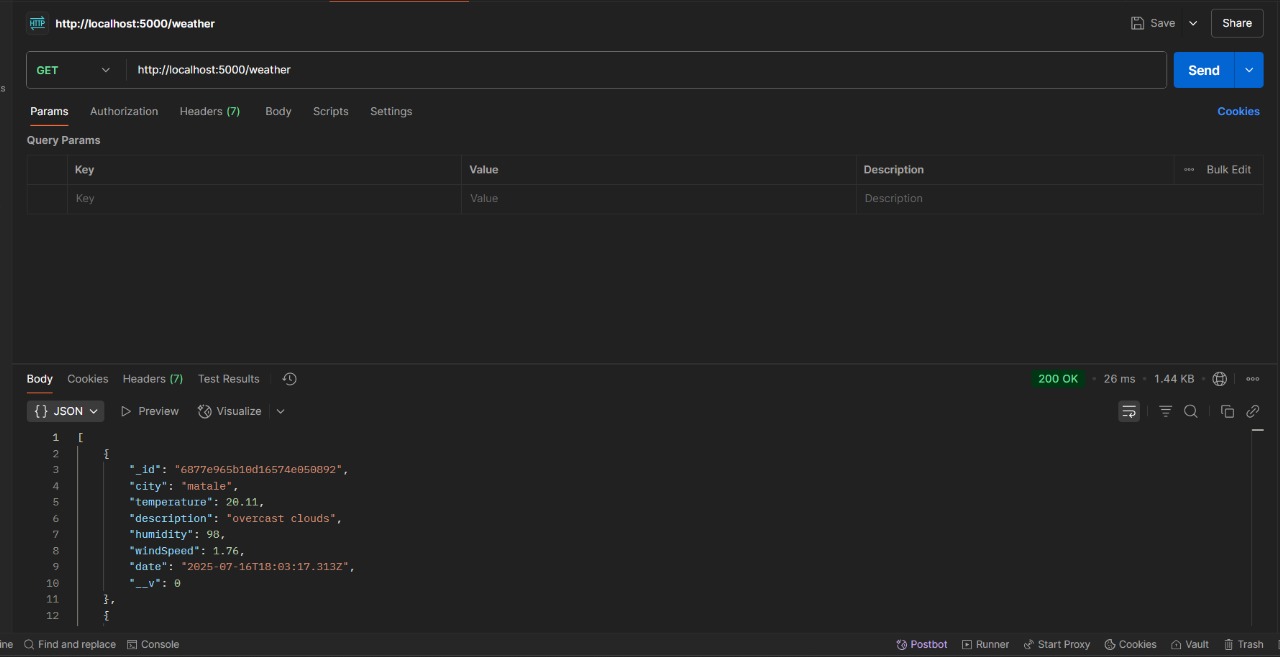 HTTP http://localhost:5000/weather Save Share
GET http://localhost:5000/weather Send
s
Params Authorization Headers (7) Body Scripts Settings Cookies
Query Params
Key Value Description Bulk Edit
Key Value Description
Body Cookies Headers (7) Test Results 200 OK • 26 ms • 1.44 KB
{} JSON Preview Visualize
1 [
2 {
3 "_id": "6877e965b10d16574e050892",
4 "city": "matale",
5 "temperature": 20.11,
6 "description": "overcast clouds",
7 "humidity": 98,
8 "windSpeed": 1.76,
9 "date": "2025-07-16T18:03:17.313Z",
10 "__v": 0
11 },
12 {
ine Find and replace Console Postbot Runner Start Proxy Cookies Vault Trash